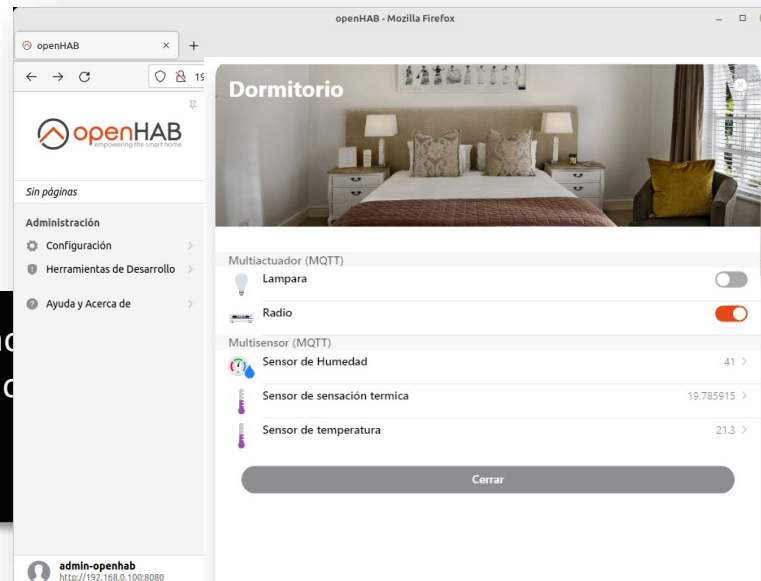 openHAB - Mozilla Firefox
openHAB
19
openHAB
empowering the smart home
Sin páginas
Administración
Configuración
Herramientas de Desarrollo
Ayuda y Acerca de
admin-openhab
http://192.168.0.100:8080
Dormitorio
Multiactuador (MQTT)
Lampara
Radio
Multisensor (MQTT)
Sensor de Humedad 41
Sensor de sensación termica 19.785915
Sensor de temperatura 21.3
Cerrar